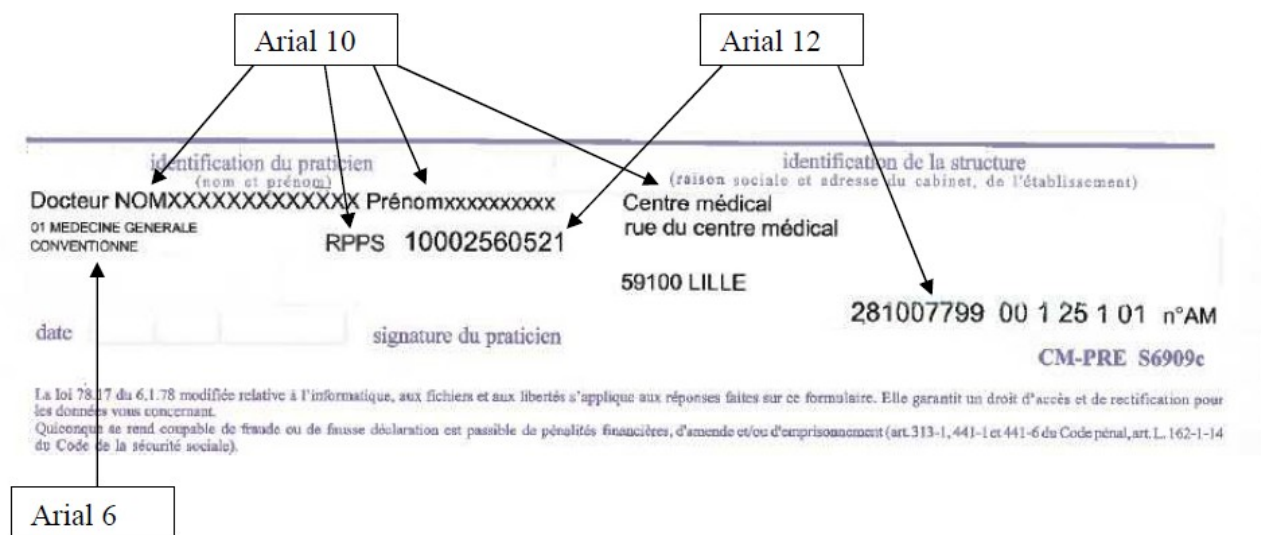 Arial 10
Arial 12
identification du praticien
(nom et prénom)
identification de la structure
(raison sociale et adresse du cabinet, de l'établissement)
Docteur NOMXXXXXXXXXXXXXX Prénomxxxxxxxxxx
Centre médical
01 MEDECINE GENERALE
CONVENTIONNE
RPPS 10002560521
rue du centre médical
59100 LILLE
281007799 00 1 25 1 01 n°AM
date
signature du praticien
CM-PRE S6909c
La loi 78.17 du 6.1.78 modifiée relative à l'informatique, aux fichiers et aux libertés s'applique aux réponses faites sur ce formulaire. Elle garantit un droit d'accès et de rectification pour
les données vous concernant.
Quiconque se rend coupable de fraude ou de fausse déclaration est passible de pénalités financières, d'amende et/ou d'emprisonnement (art. 313-1, 441-1 et 441-6 du Code pénal, art. L. 162-1-14
du Code de la sécurité sociale).
Arial 6